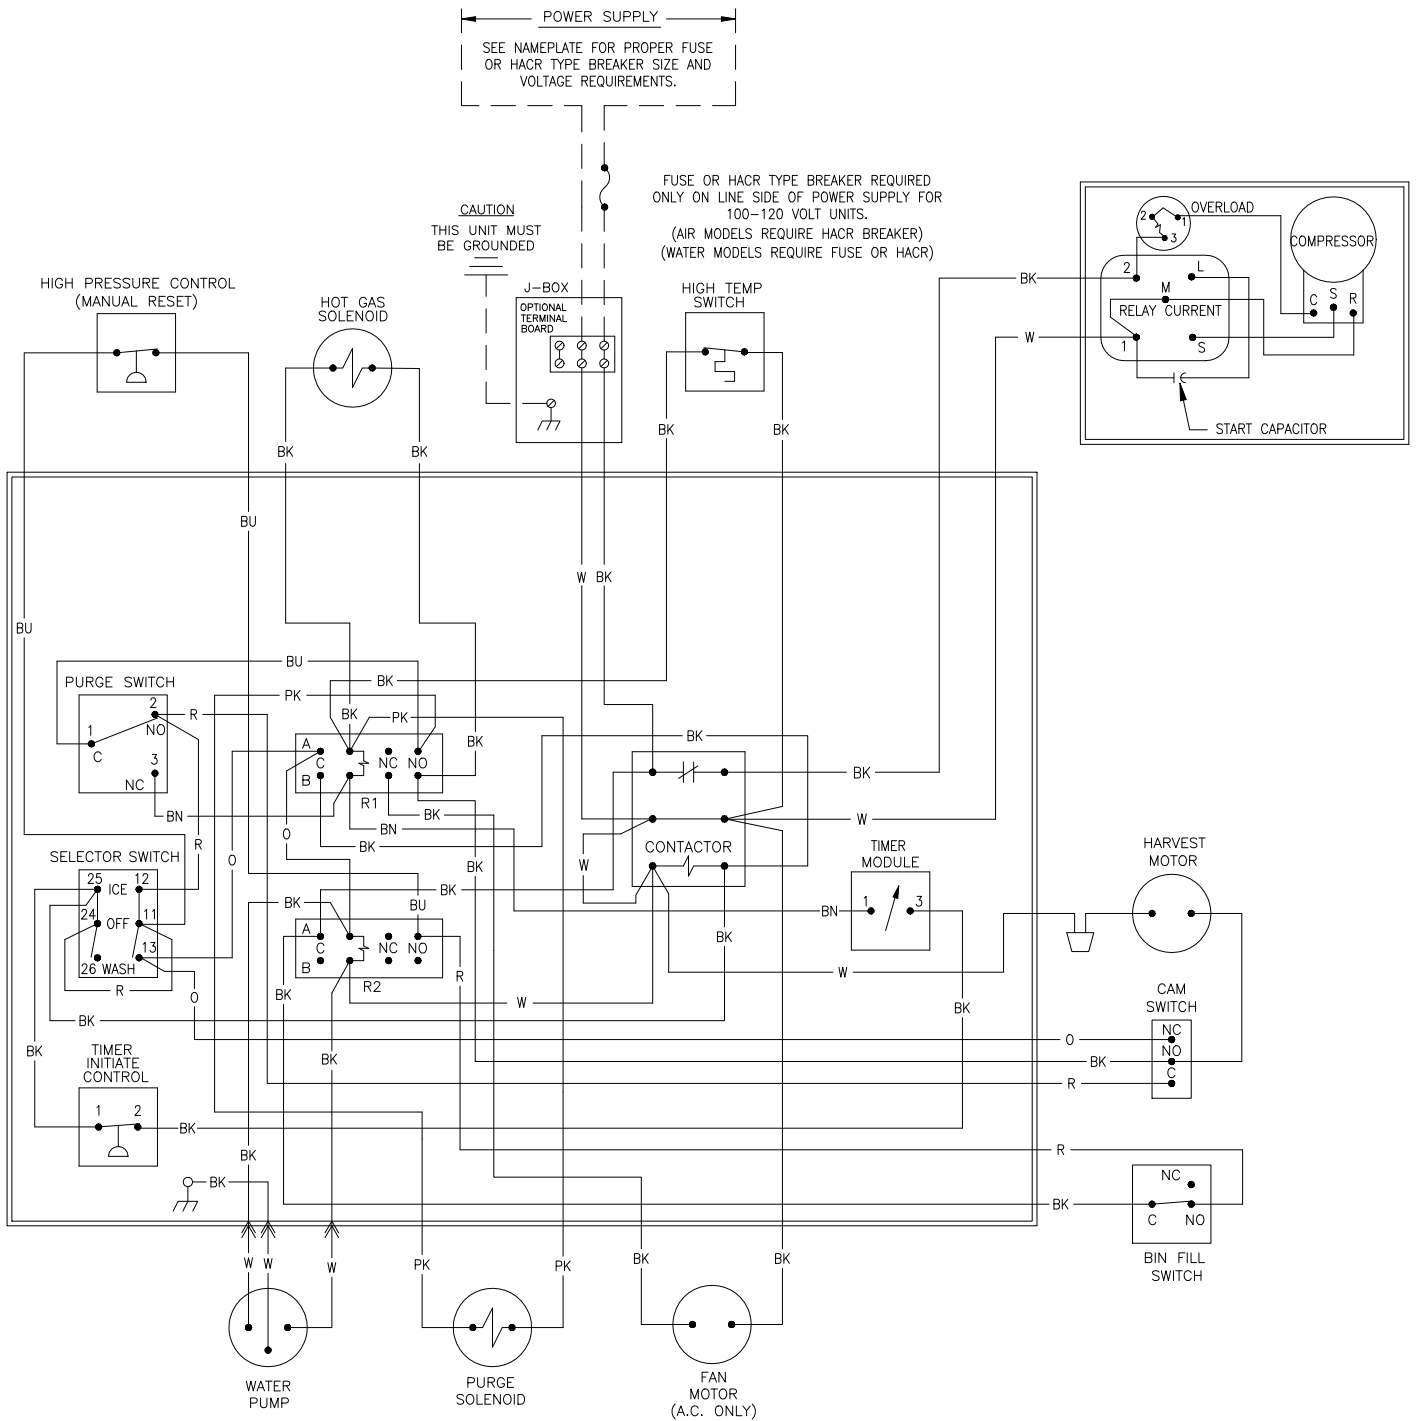 POWER SUPPLY
SEE NAMEPLATE FOR PROPER FUSE
OR HACR TYPE BREAKER SIZE AND
VOLTAGE REQUIREMENTS.
FUSE OR HACR TYPE BREAKER REQUIRED
ONLY ON LINE SIDE OF POWER SUPPLY FOR
100-120 VOLT UNITS.
(AIR MODELS REQUIRE HACR BREAKER)
(WATER MODELS REQUIRE FUSE OR HACR)
CAUTION
THIS UNIT MUST
BE GROUNDED
HIGH PRESSURE CONTROL
(MANUAL RESET)
HOT GAS
SOLENOID
J-BOX
OPTIONAL
TERMINAL
BOARD
HIGH TEMP
SWITCH
2
1
3
OVERLOAD
COMPRESSOR
C S R
2
L
M
RELAY CURRENT
1
S
START CAPACITOR
BK
W
BK
BK
BK
BK
BU
W BK
BU
BU
BK
PK
BK
PK
BK
BK
PURGE SWITCH
2
NO
1
C
3
NC
R
BN
R
A
C
NC NO
B
R1
BK
BN
BK
O
O
BK
W
CONTACTOR
W
BK
BK
SELECTOR SWITCH
25 ICE 12
24 OFF 11
13
26 WASH
R
O
BK
BK
BK
BU
A
C
NC NO
B
R2
BK
R
W
BK
BK
TIMER
MODULE
1 3
BN
BK
W
HARVEST
MOTOR
CAM
SWITCH
NC
NO
C
O
BK
R
TIMER
INITIATE
CONTROL
1 2
BK
BK
BK
BK
R
BK
NC
C NO
BIN FILL
SWITCH
W W W
PK
PK
BK
BK
WATER
PUMP
PURGE
SOLENOID
FAN
MOTOR
(A.C. ONLY)